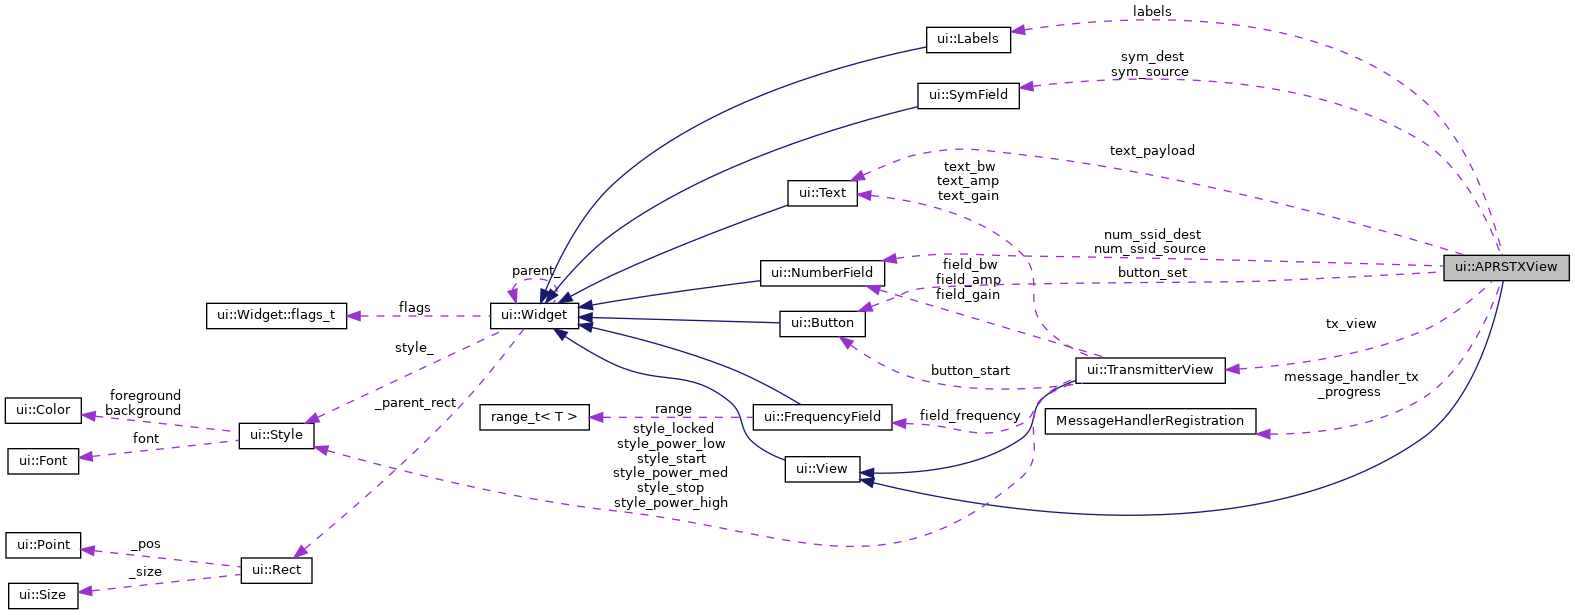 labels
ui::Labels
sym_dest
sym_source
ui::SymField
text_payload
text_bw
text_amp
text_gain
ui::Text
num_ssid_dest
num_ssid_source
ui::APRSTXView
field_bw
field_amp
field_gain
ui::NumberField
button_set
parent_
flags
ui::Widget::flags_t
ui::Widget
ui::Button
tx_view
style_
button_start
ui::TransmitterView
message_handler_tx
_progress
foreground
background
ui::Color
_parent_rect
range_t< T >
range
ui::FrequencyField
field_frequency
MessageHandlerRegistration
font
ui::Style
ui::Font
style_locked
style_power_low
style_start
style_power_med
style_stop
style_power_high
ui::View
_pos
ui::Point
_size
ui::Rect
ui::Size